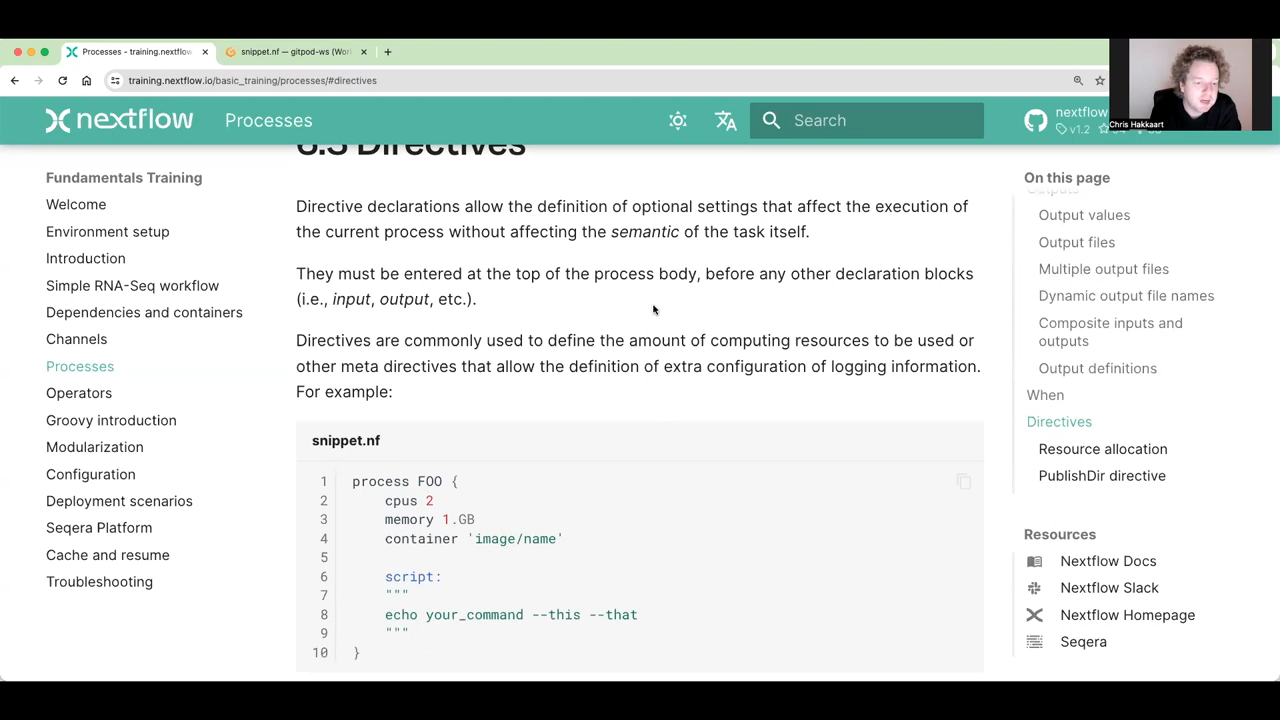 Processes - training.nextflow
snippet.nf — gitpod-ws (Wor
training.nextflow.io/basic_training/processes/#directives
nextflow
Processes
Search
nextflow
v1.2
Chris Hakkaart
Fundamentals Training
Welcome
Environment setup
Introduction
Simple RNA-Seq workflow
Dependencies and containers
Channels
Processes
Operators
Groovy introduction
Modularization
Configuration
Deployment scenarios
Seqera Platform
Cache and resume
Troubleshooting
Directives
Directive declarations allow the definition of optional settings that affect the execution of
the current process without affecting the semantic of the task itself.
They must be entered at the top of the process body, before any other declaration blocks
(i.e., input, output, etc.).
Directives are commonly used to define the amount of computing resources to be used or
other meta directives that allow the definition of extra configuration of logging information.
For example:
snippet.nf
1 process FOO {
2 cpus 2
3 memory 1.GB
4 container 'image/name'
5
6 script:
7 """
8 echo your_command --this --that
9 """
10 }
On this page
Outputs
Output values
Output files
Multiple output files
Dynamic output file names
Composite inputs and
outputs
Output definitions
When
Directives
Resource allocation
PublishDir directive
Resources
Nextflow Docs
Nextflow Slack
Nextflow Homepage
Seqera